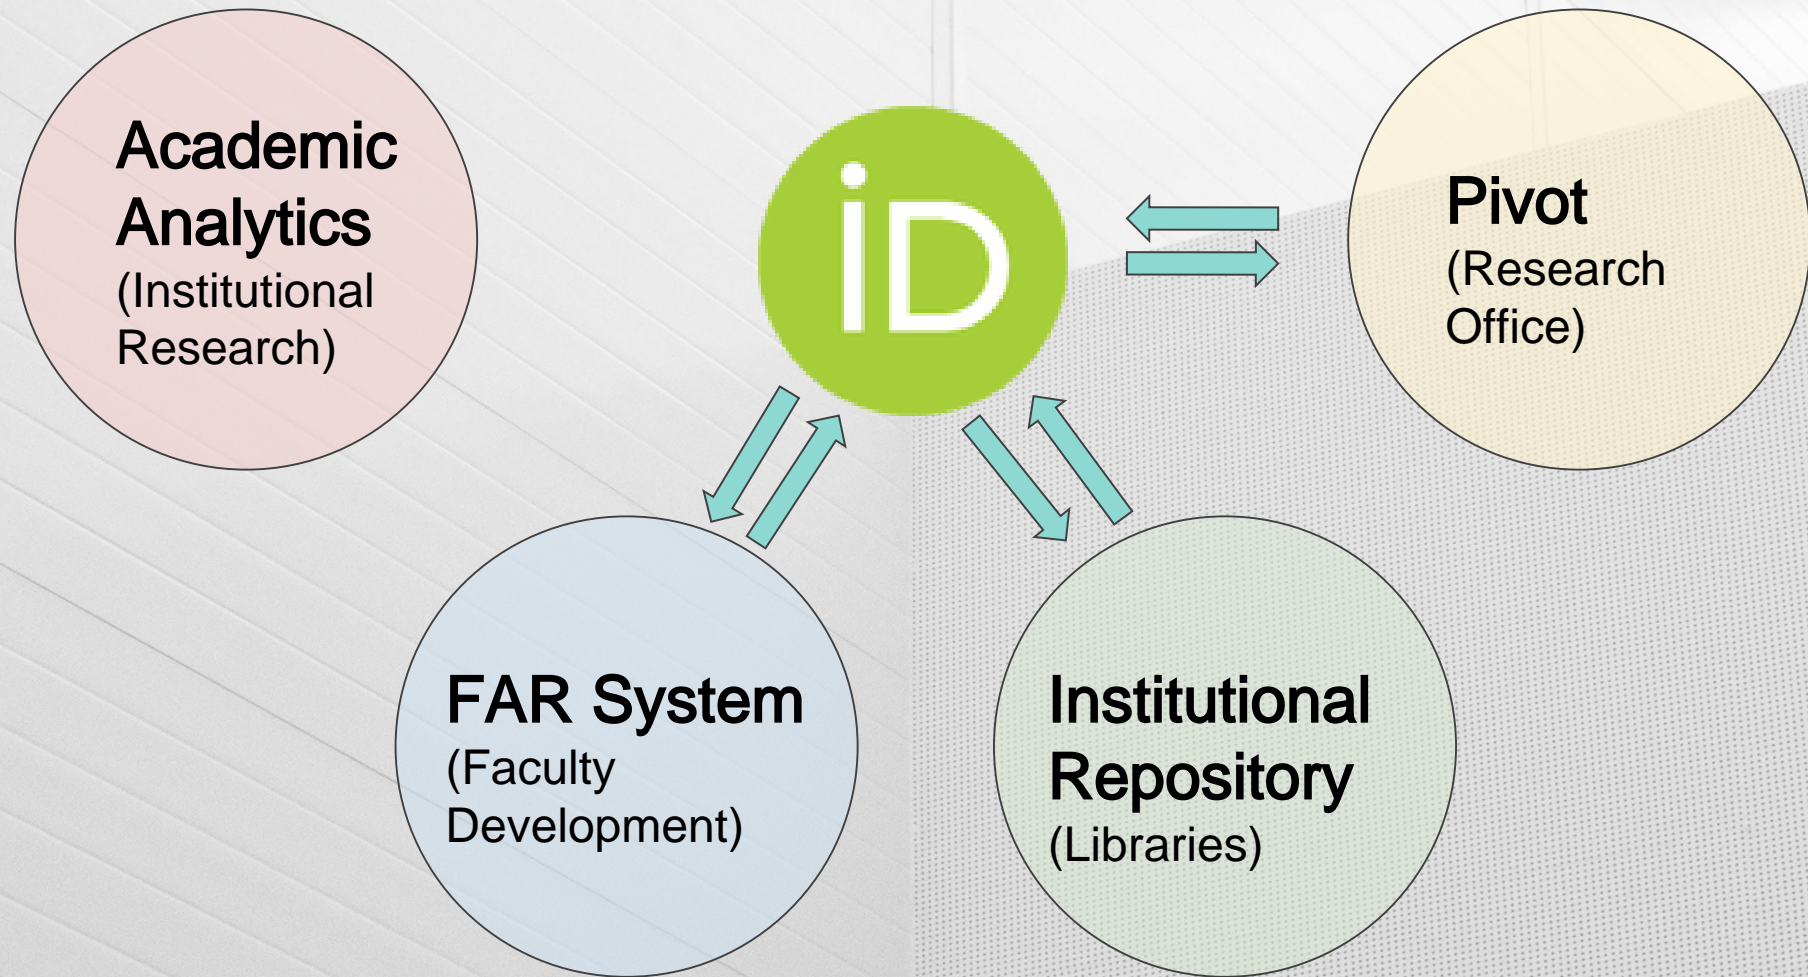 Academic
Analytics
(Institutional
Research)
iD
Pivot
(Research
Office)
FAR System
(Faculty
Development)
Institutional
Repository
(Libraries)